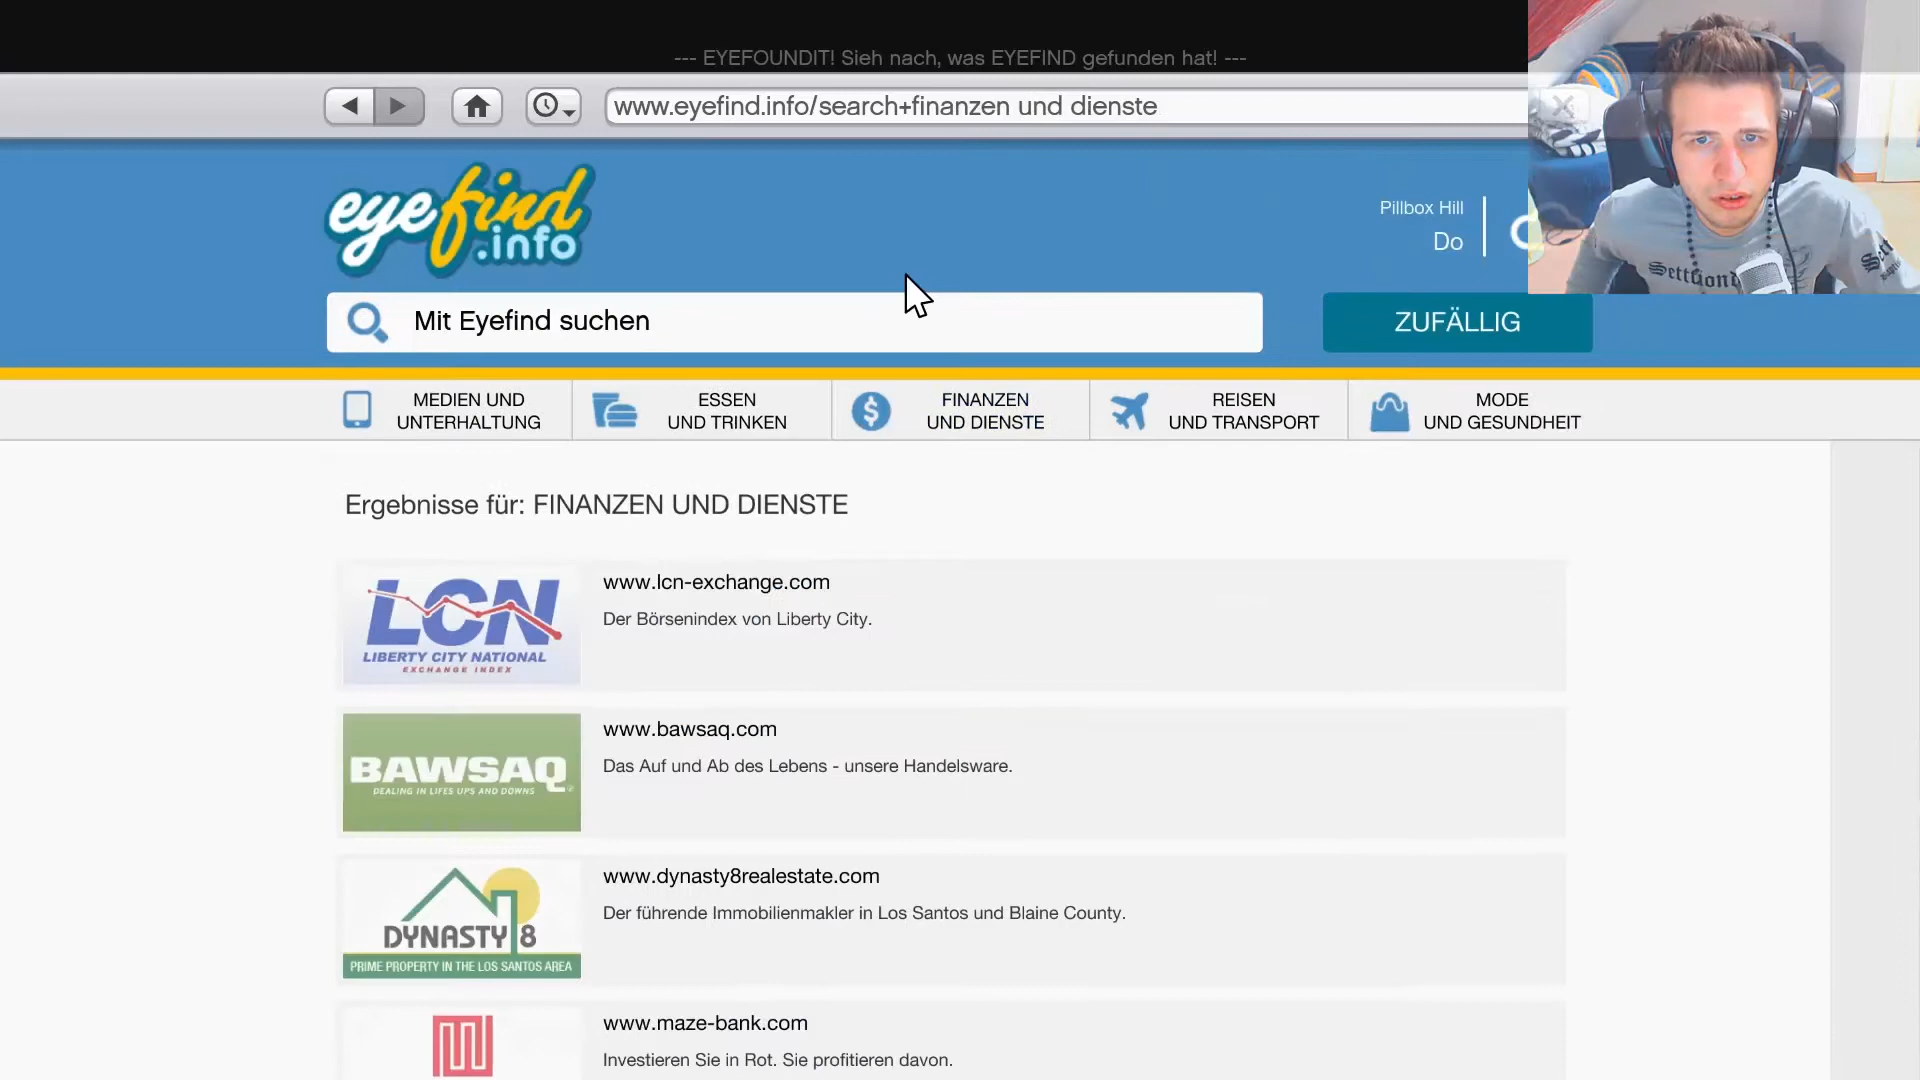 --- EYEFOUNDIT! Sieh nach, was EYEFIND gefunden hat! ---
www.eyefind.info/search+finanzen und dienste
eyefind
.info
Pillbox Hill
Do
Mit Eyefind suchen
ZUFÄLLIG
MEDIEN UND
UNTERHALTUNG
ESSEN
UND TRINKEN
FINANZEN
UND DIENSTE
REISEN
UND TRANSPORT
MODE
UND GESUNDHEIT
Ergebnisse für: FINANZEN UND DIENSTE
LCN
LIBERTY CITY NATIONAL
EXCHANGE INDEX
www.lcn-exchange.com
Der Börsenindex von Liberty City.
BAWSAQ
DEALING IN LIFES UPS AND DOWNS
www.bawsaq.com
Das Auf und Ab des Lebens - unsere Handelsware.
DYNASTY 8
PRIME PROPERTY IN THE LOS SANTOS AREA
www.dynasty8realestate.com
Der führende Immobilienmakler in Los Santos und Blaine County.
www.maze-bank.com
Investieren Sie in Rot. Sie profitieren davon.